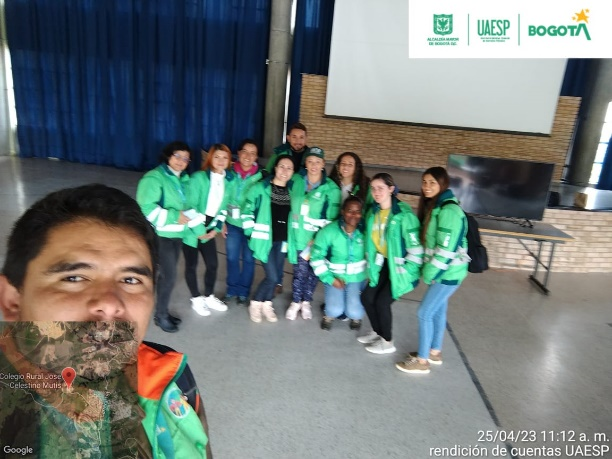 ALCALDÍA MAYOR
DE BOGOTÁ D.C.
UAESP
BOGOTÁ
Colegio Rural José
Celestino Mutis
Google
25/04/23 11:12 a. m.
rendición de cuentas UAESP